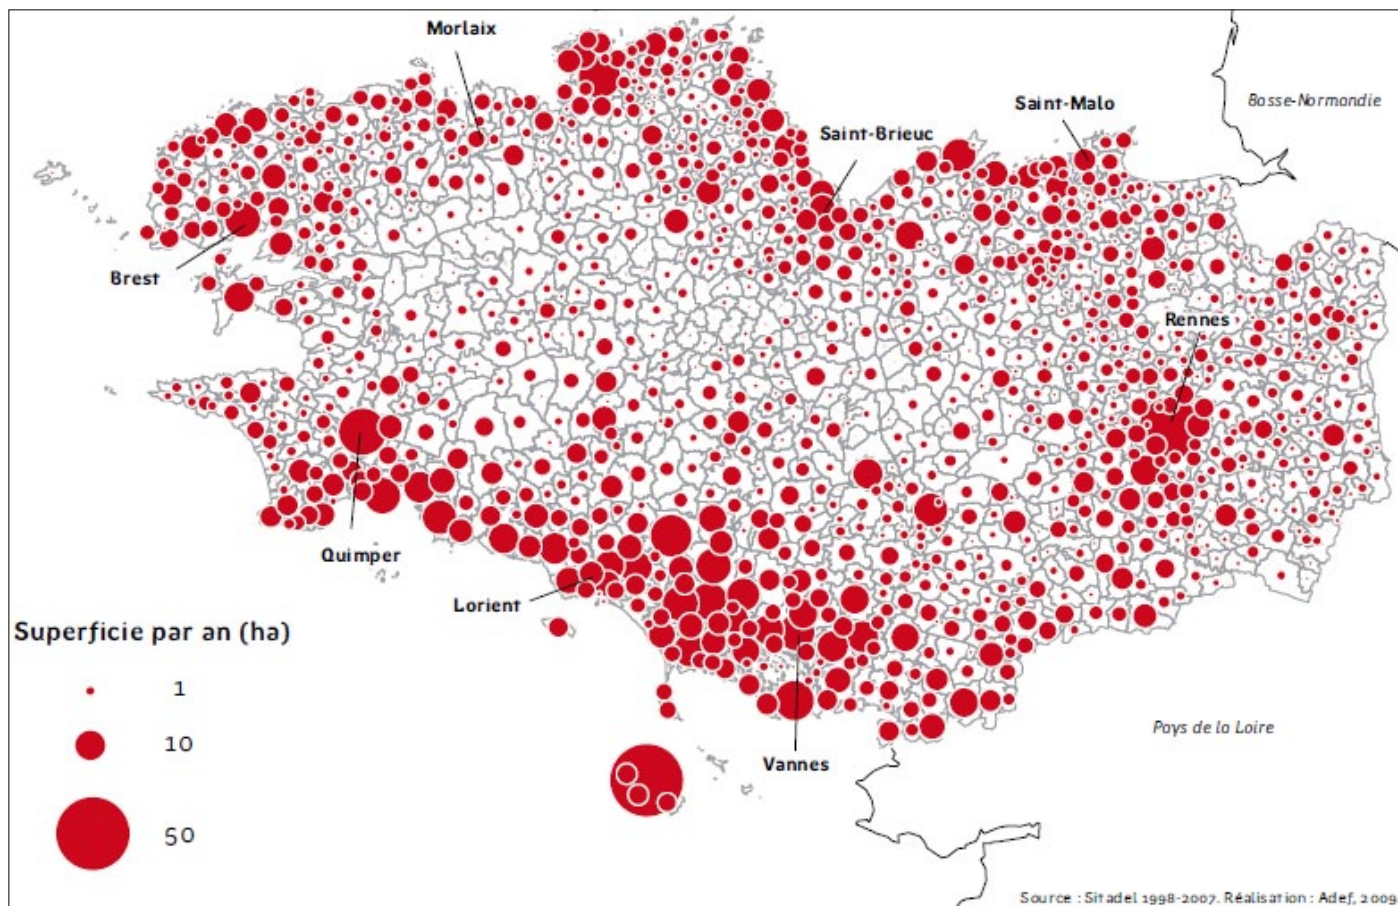 Morlaix
Basse-Normandie
Saint-Malo
Saint-Brieuc
Brest
Rennes
Quimper
Lorient
Superficie par an (ha)
1
10
50
Pays de la Loire
Vannes
Source : Sitadel 1998-2007. Réalisation : Adef, 2009